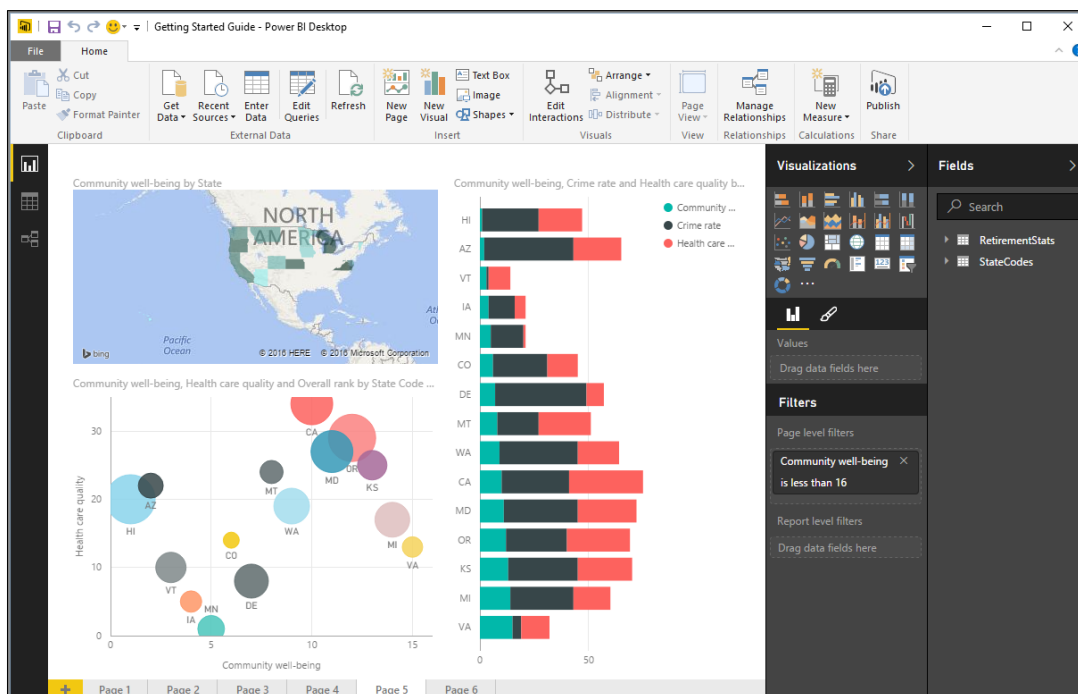 Getting Started Guide - Power BI Desktop
File Home
Paste
Cut
Copy
Format Painter
Clipboard
Get Data
Recent Sources
Enter Data
Edit Queries
Refresh
External Data
New Page
New Visual
Text Box
Image
Shapes
Insert
Edit Interactions
Arrange
Alignment
Distribute
Visuals
Page View
View
Manage Relationships
Relationships
New Measure
Calculations
Publish
Share
Community well-being by State
NORTH
AMERICA
Pacific
Ocean
bing
© 2016 HERE © 2016 Microsoft Corporation
Community well-being, Health care quality and Overall rank by State Code ...
Health care quality
30
20
10
0
CA
OR
MD
KS
MT
AZ
HI
WA
MI
CO
VA
VT
DE
IA
MN
0 5 10 15
Community well-being
Community well-being, Crime rate and Health care quality b...
Community ...
Crime rate
Health care ...
HI
AZ
VT
IA
MN
CO
DE
MT
WA
CA
MD
OR
KS
MI
VA
0 50
Page 1 Page 2 Page 3 Page 4 Page 5 Page 6
Visualizations
123
Values
Drag data fields here
Filters
Page level filters
Community well-being
is less than 16
Report level filters
Drag data fields here
Fields
Search
RetirementStats
StateCodes